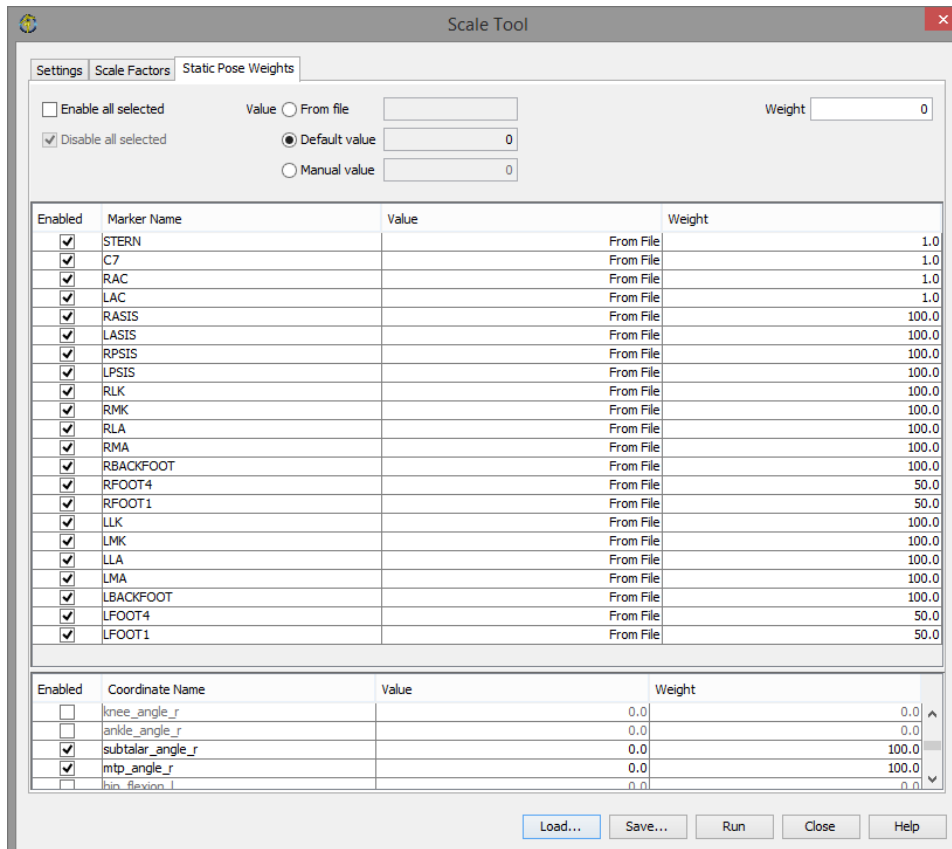 Scale Tool
Settings Scale Factors Static Pose Weights
Enable all selected Value From file Weight 0
Disable all selected Default value 0
Manual value 0
Enabled Marker Name Value Weight
STERN From File 1.0
C7 From File 1.0
RAC From File 1.0
LAC From File 1.0
RASIS From File 100.0
LASIS From File 100.0
RPSIS From File 100.0
LPSIS From File 100.0
RLK From File 100.0
RMK From File 100.0
RLA From File 100.0
RMA From File 100.0
RBACKFOOT From File 100.0
RFOOT4 From File 50.0
RFOOT1 From File 50.0
LLK From File 100.0
LMK From File 100.0
LLA From File 100.0
LMA From File 100.0
LBACKFOOT From File 100.0
LFOOT4 From File 50.0
LFOOT1 From File 50.0
Enabled Coordinate Name Value Weight
knee_angle_r 0.0 0.0
ankle_angle_r 0.0 0.0
subtalar_angle_r 0.0 100.0
mtp_angle_r 0.0 100.0
hip_flexion_l 0.0 0.0
Load... Save... Run Close Help